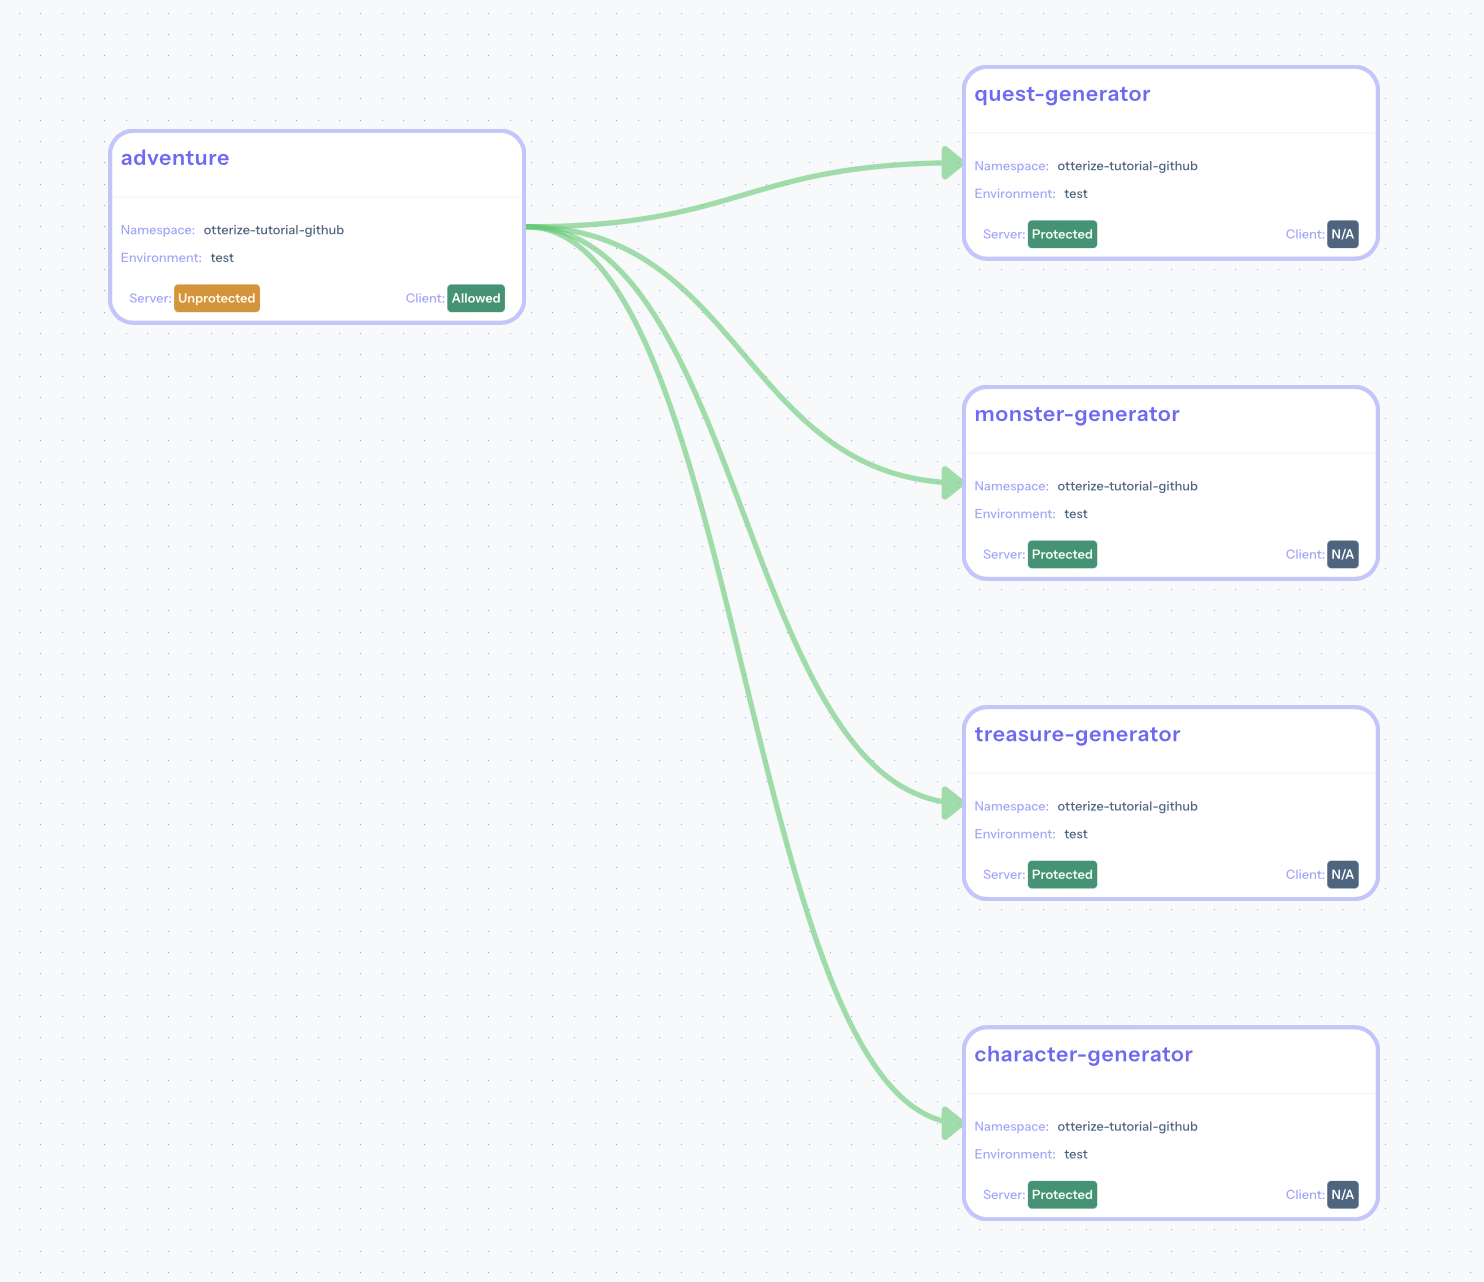 adventure
Namespace: otterize-tutorial-github
Environment: test
Server: Unprotected Client: Allowed
quest-generator
Namespace: otterize-tutorial-github
Environment: test
Server: Protected Client: N/A
monster-generator
Namespace: otterize-tutorial-github
Environment: test
Server: Protected Client: N/A
treasure-generator
Namespace: otterize-tutorial-github
Environment: test
Server: Protected Client: N/A
character-generator
Namespace: otterize-tutorial-github
Environment: test
Server: Protected Client: N/A